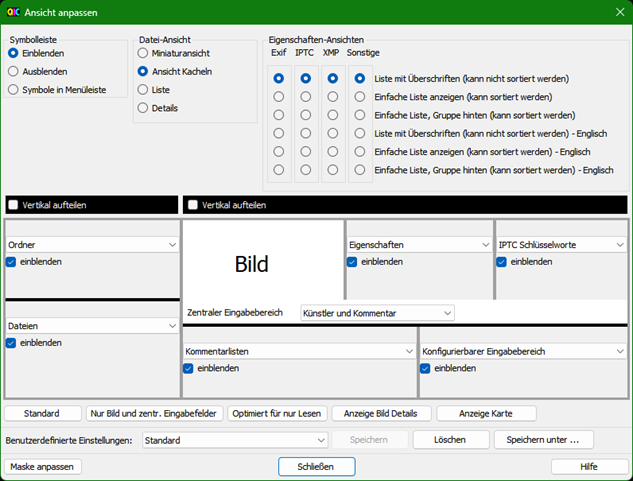 QIC Ansicht anpassen
Symbolleiste
Einblenden
Ausblenden
Symbole in Menüleiste
Datei-Ansicht
Miniaturansicht
Ansicht Kacheln
Liste
Details
Eigenschaften-Ansichten
Exif IPTC XMP Sonstige
Liste mit Überschriften (kann nicht sortiert werden)
Einfache Liste anzeigen (kann sortiert werden)
Einfache Liste, Gruppe hinten (kann sortiert werden)
Liste mit Überschriften (kann nicht sortiert werden) - Englisch
Einfache Liste anzeigen (kann sortiert werden) - Englisch
Einfache Liste, Gruppe hinten (kann sortiert werden) - Englisch
Vertikal aufteilen
Vertikal aufteilen
Ordner
einblenden
Dateien
einblenden
Bild
Eigenschaften
einblenden
IPTC Schlüsselworte
einblenden
Zentraler Eingabebereich Künstler und Kommentar
Kommentarlisten
einblenden
Konfigurierbarer Eingabebereich
einblenden
Standard Nur Bild und zentr. Eingabefelder Optimiert für nur Lesen Anzeige Bild Details Anzeige Karte
Benutzerdefinierte Einstellungen: Standard Speichern Löschen Speichern unter ...
Maske anpassen Schließen Hilfe